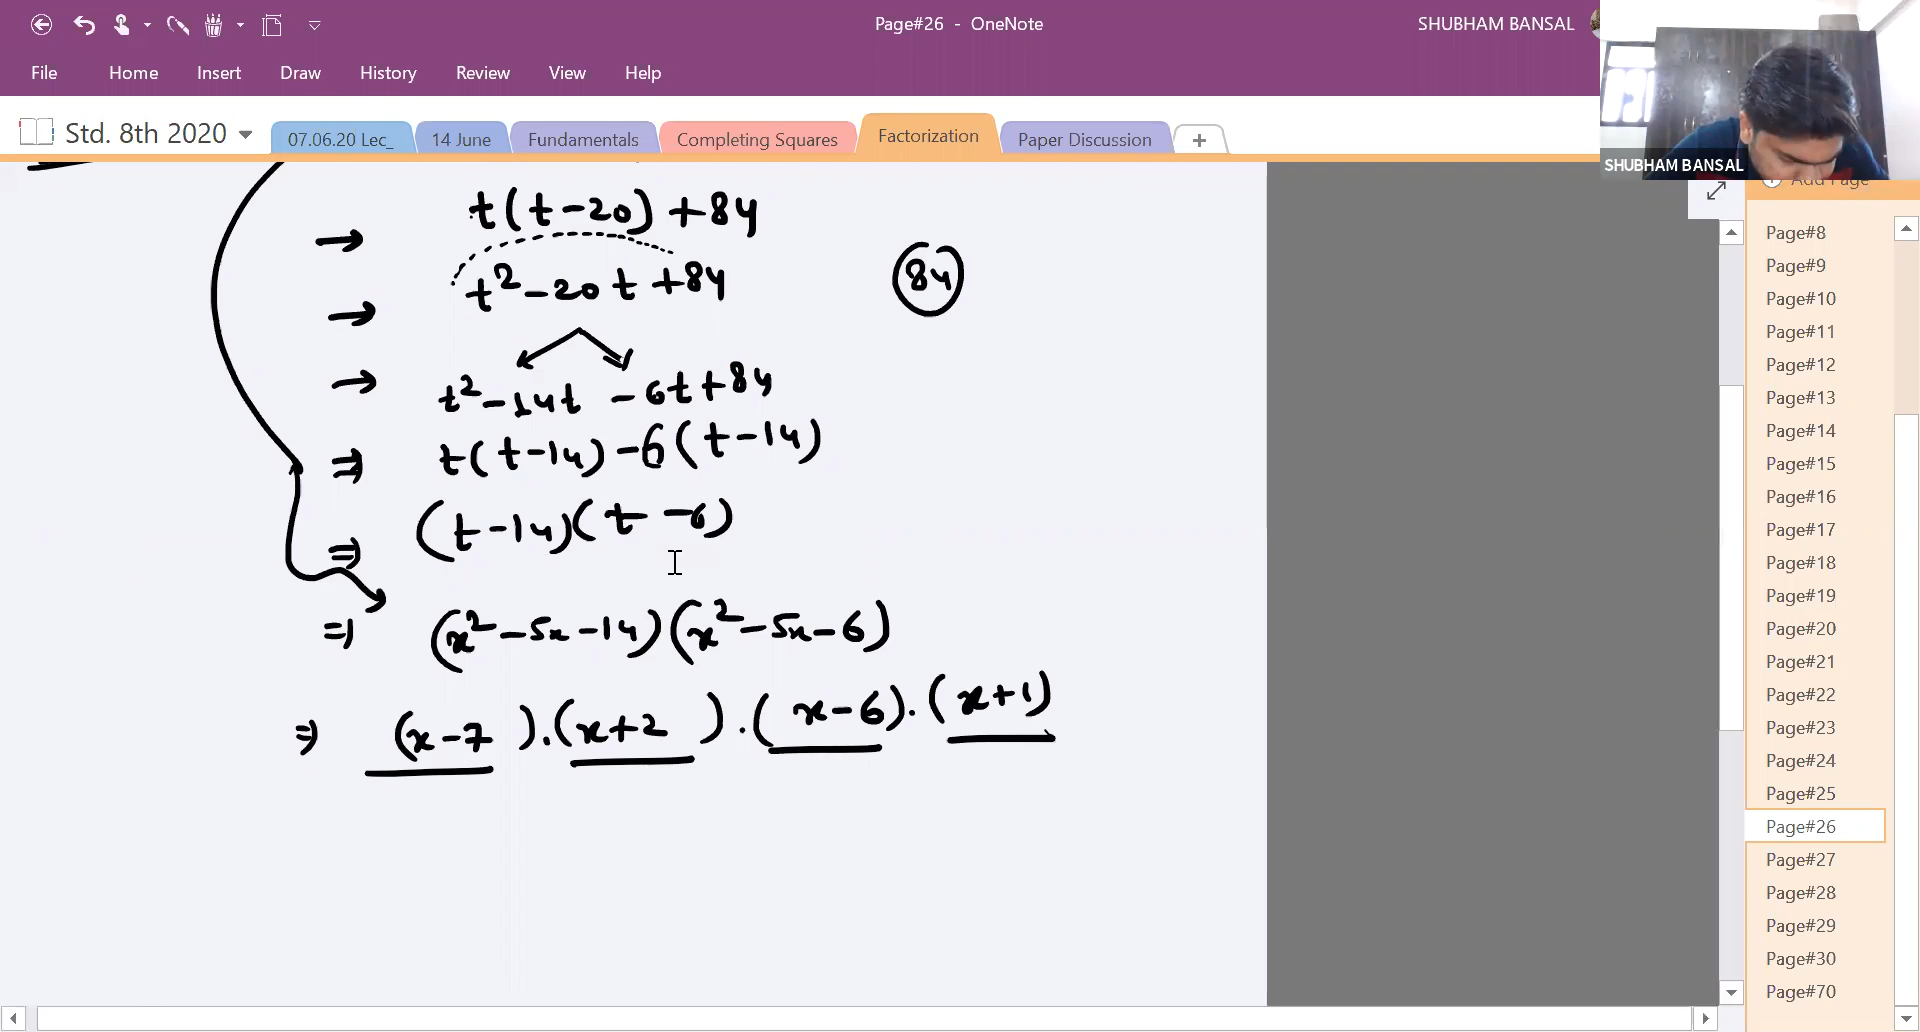 Page#26 - OneNote
SHUBHAM BANSAL
File Home Insert Draw History Review View Help
Std. 8th 2020
07.06.20 Lec_
14 June
Fundamentals
Completing Squares
Factorization
Paper Discussion
+
SHUBHAM BANSAL
Add Page
t(t-20)+84
→
t²-20t+84
84
→
→
t²-14t -6t+84
⇒ t(t-14)-6(t-14)
⇒ (t-14)(t-6)
⇒ (x²-5x-14)(x²-5x-6)
⇒ (x-7).(x+2).(x-6).(x+1)
Page#8
Page#9
Page#10
Page#11
Page#12
Page#13
Page#14
Page#15
Page#16
Page#17
Page#18
Page#19
Page#20
Page#21
Page#22
Page#23
Page#24
Page#25
Page#26
Page#27
Page#28
Page#29
Page#30
Page#70